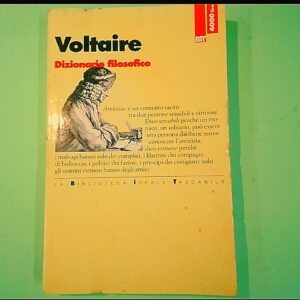 Voltaire
Dizionario filosofico
4000 lire
Amicizia: è un contratto tacito
tra due persone sensibili e virtuose.
Dico sensibili perché un mo-
naco, un solitario, può essere
una persona dabbene senza
conoscere l'amicizia;
dico virtuose perché
i malvagi hanno solo dei complici, i libertini dei compagni
di bisboccia, i politici dei faziosi, i principi dei cortigiani; solo
gli uomini virtuosi hanno degli amici.
LA BIBLIOTECA IDEALE TASCABILE